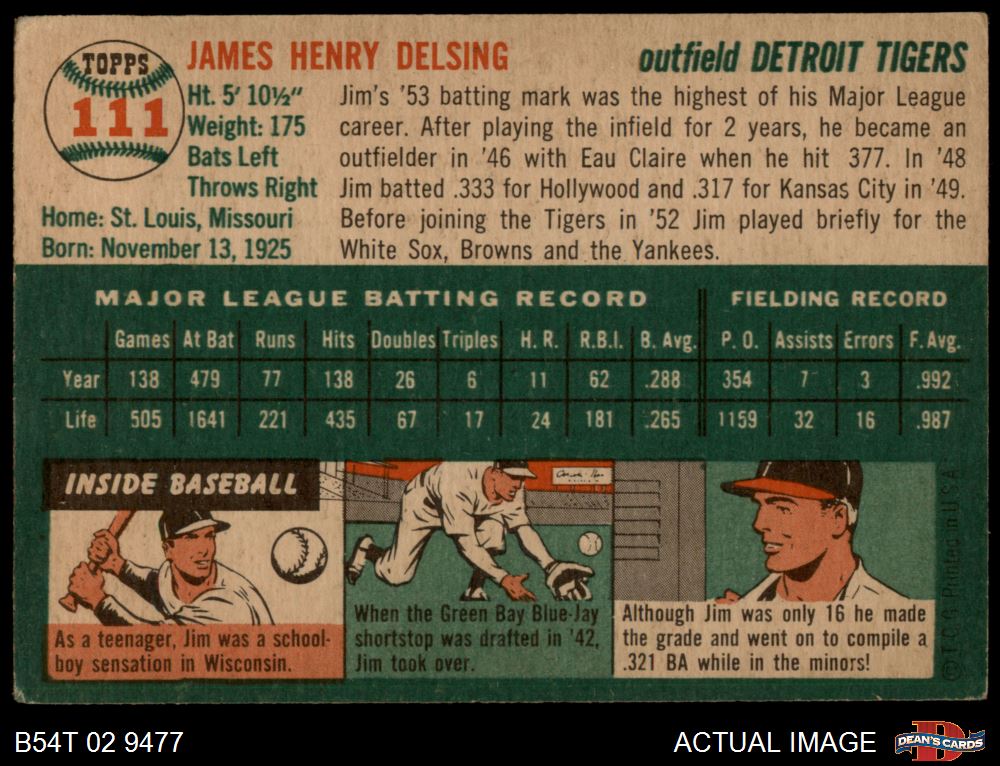 TOPPS
111
JAMES HENRY DELSING
outfield DETROIT TIGERS
Ht. 5' 10½"
Weight: 175
Bats Left
Throws Right
Home: St. Louis, Missouri
Born: November 13, 1925
Jim's '53 batting mark was the highest of his Major League
career. After playing the infield for 2 years, he became an
outfielder in '46 with Eau Claire when he hit 377. In '48
Jim batted .333 for Hollywood and .317 for Kansas City in '49.
Before joining the Tigers in '52 Jim played briefly for the
White Sox, Browns and the Yankees.
MAJOR LEAGUE BATTING RECORD FIELDING RECORD
Games At Bat Runs Hits Doubles Triples H. R. R.B.I. B. Avg. P. O. Assists Errors F. Avg.
Year 138 479 77 138 26 6 11 62 .288 354 7 3 .992
Life 505 1641 221 435 67 17 24 181 .265 1159 32 16 .987
INSIDE BASEBALL
As a teenager, Jim was a school-
boy sensation in Wisconsin.
When the Green Bay Blue-Jay
shortstop was drafted in '42,
Jim took over.
Although Jim was only 16 he made
the grade and went on to compile a
.321 BA while in the minors!
© T.C.G. Printed in U.S.A.
B54T 02 9477
ACTUAL IMAGE
DEAN'S CARDS